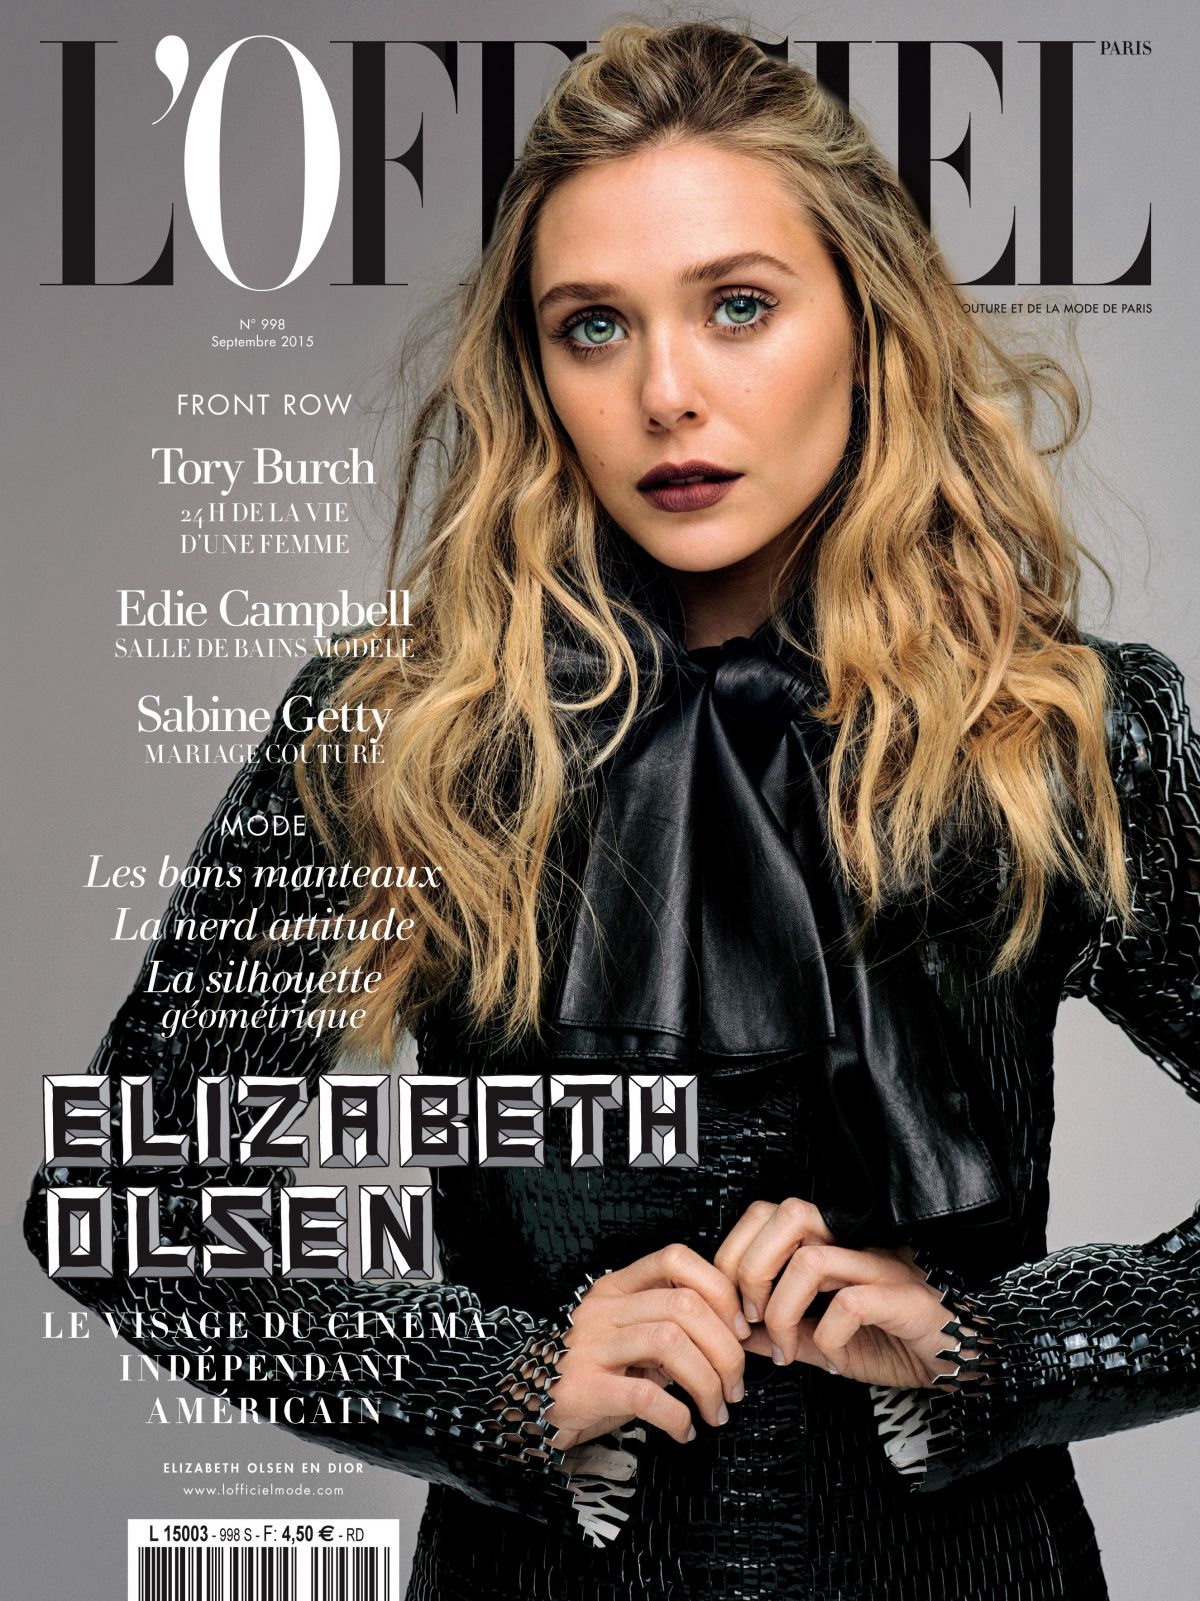 L'OFFICIEL
PARIS
OUTURE ET DE LA MODE DE PARIS
N° 998
Septembre 2015
FRONT ROW
Tory Burch
24H DE LA VIE
D'UNE FEMME
Edie Campbell
SALLE DE BAINS MODÈLE
Sabine Getty
MARIAGE COUTURE
MODE
Les bons manteaux
La nerd attitude
La silhouette
géométrique
ELIZABETH
OLSEN
LE VISAGE DU CINÉMA
INDÉPENDANT
AMÉRICAIN
ELIZABETH OLSEN EN DIOR
www.lofficielmode.com
L 15003 - 998 S - F: 4,50 € - RD